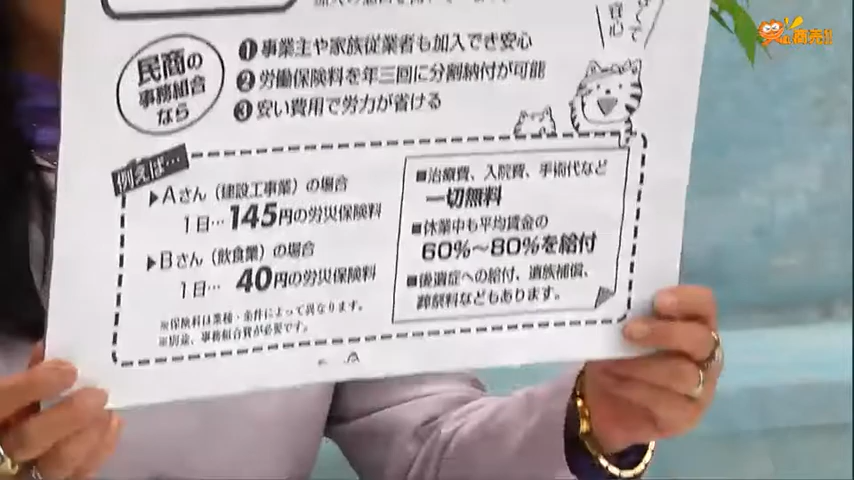 安心
民商の
事務組合
なら
❶事業主や家族従業者も加入でき安心
❷労働保険料を年三回に分割納付が可能
❸安い費用で労力が省ける
例えば…
▶Aさん（建設工事業）の場合
1日…145円の労災保険料
▶Bさん（飲食業）の場合
1日…40円の労災保険料
※保険料は業種・条件によって異なります。
※別途、事務組合費が必要です。
■治療費、入院費、手術代など
一切無料
■休業中も平均賃金の
60%～80%を給付
■後遺症への給付、遺族補償、
葬祭料などもあります。
商売!!